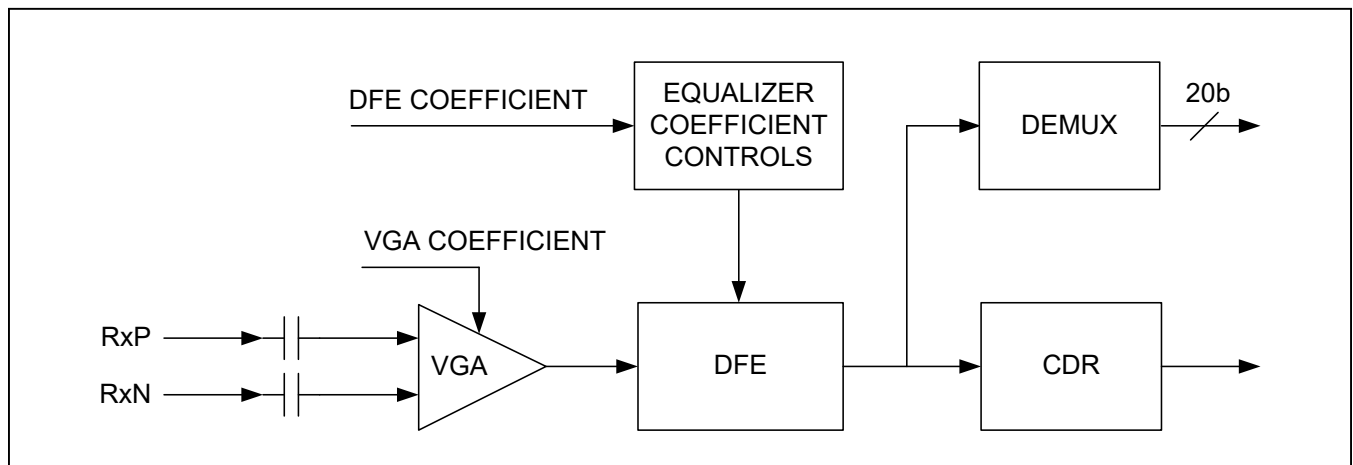 DFE COEFFICIENT
EQUALIZER
COEFFICIENT
CONTROLS
DEMUX
20b
VGA COEFFICIENT
RxP
RxN
VGA
DFE
CDR